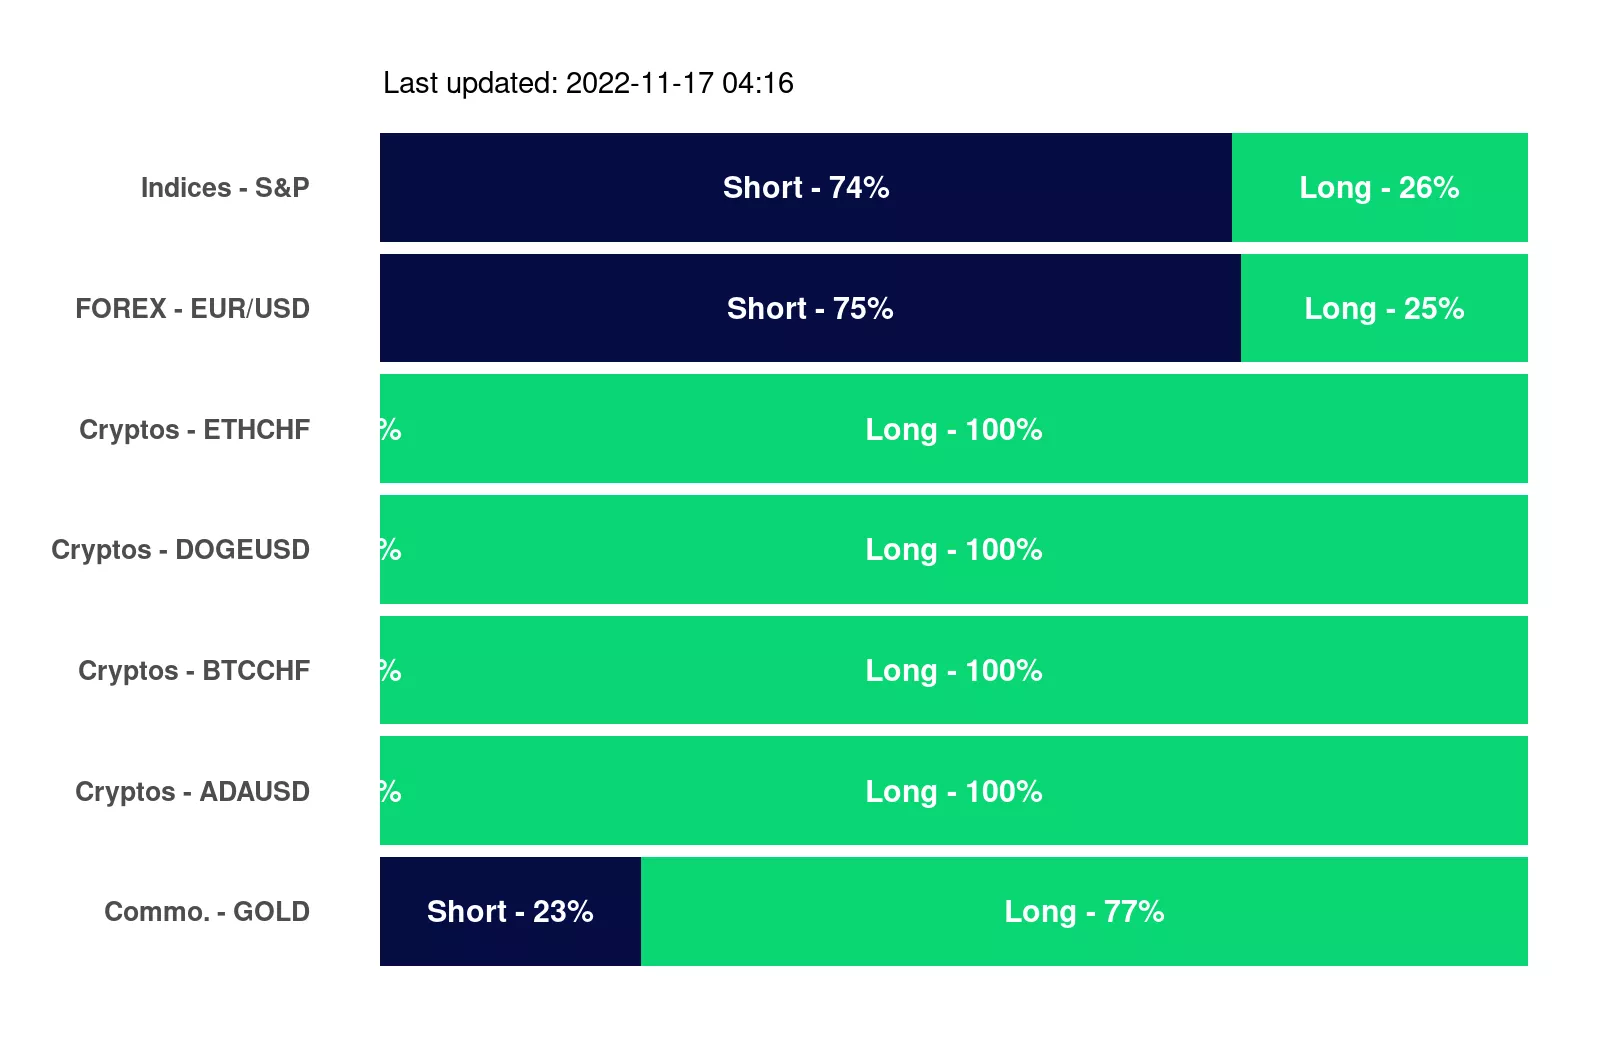 Last updated: 2022-11-17 04:16
Indices - S&P Short - 74% Long - 26%
FOREX - EUR/USD Short - 75% Long - 25%
Cryptos - ETHCHF % Long - 100%
Cryptos - DOGEUSD % Long - 100%
Cryptos - BTCCHF % Long - 100%
Cryptos - ADAUSD % Long - 100%
Commo. - GOLD Short - 23% Long - 77%